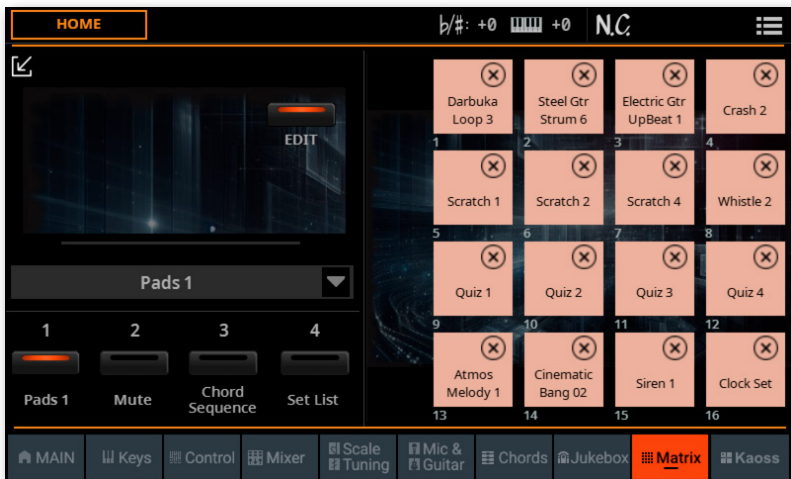 HOME
♭/#: +0
+0
N.C.
EDIT
Pads 1
1
2
3
4
Pads 1
Mute
Chord
Sequence
Set List
Darbuka
Loop 3
1
Steel Gtr
Strum 6
2
Electric Gtr
UpBeat 1
3
Crash 2
4
Scratch 1
5
Scratch 2
6
Scratch 4
7
Whistle 2
8
Quiz 1
9
Quiz 2
10
Quiz 3
11
Quiz 4
12
Atmos
Melody 1
13
Cinematic
Bang 02
14
Siren 1
15
Clock Set
16
MAIN
Keys
Control
Mixer
Scale
Tuning
Mic &
Guitar
Chords
Jukebox
Matrix
Kaoss